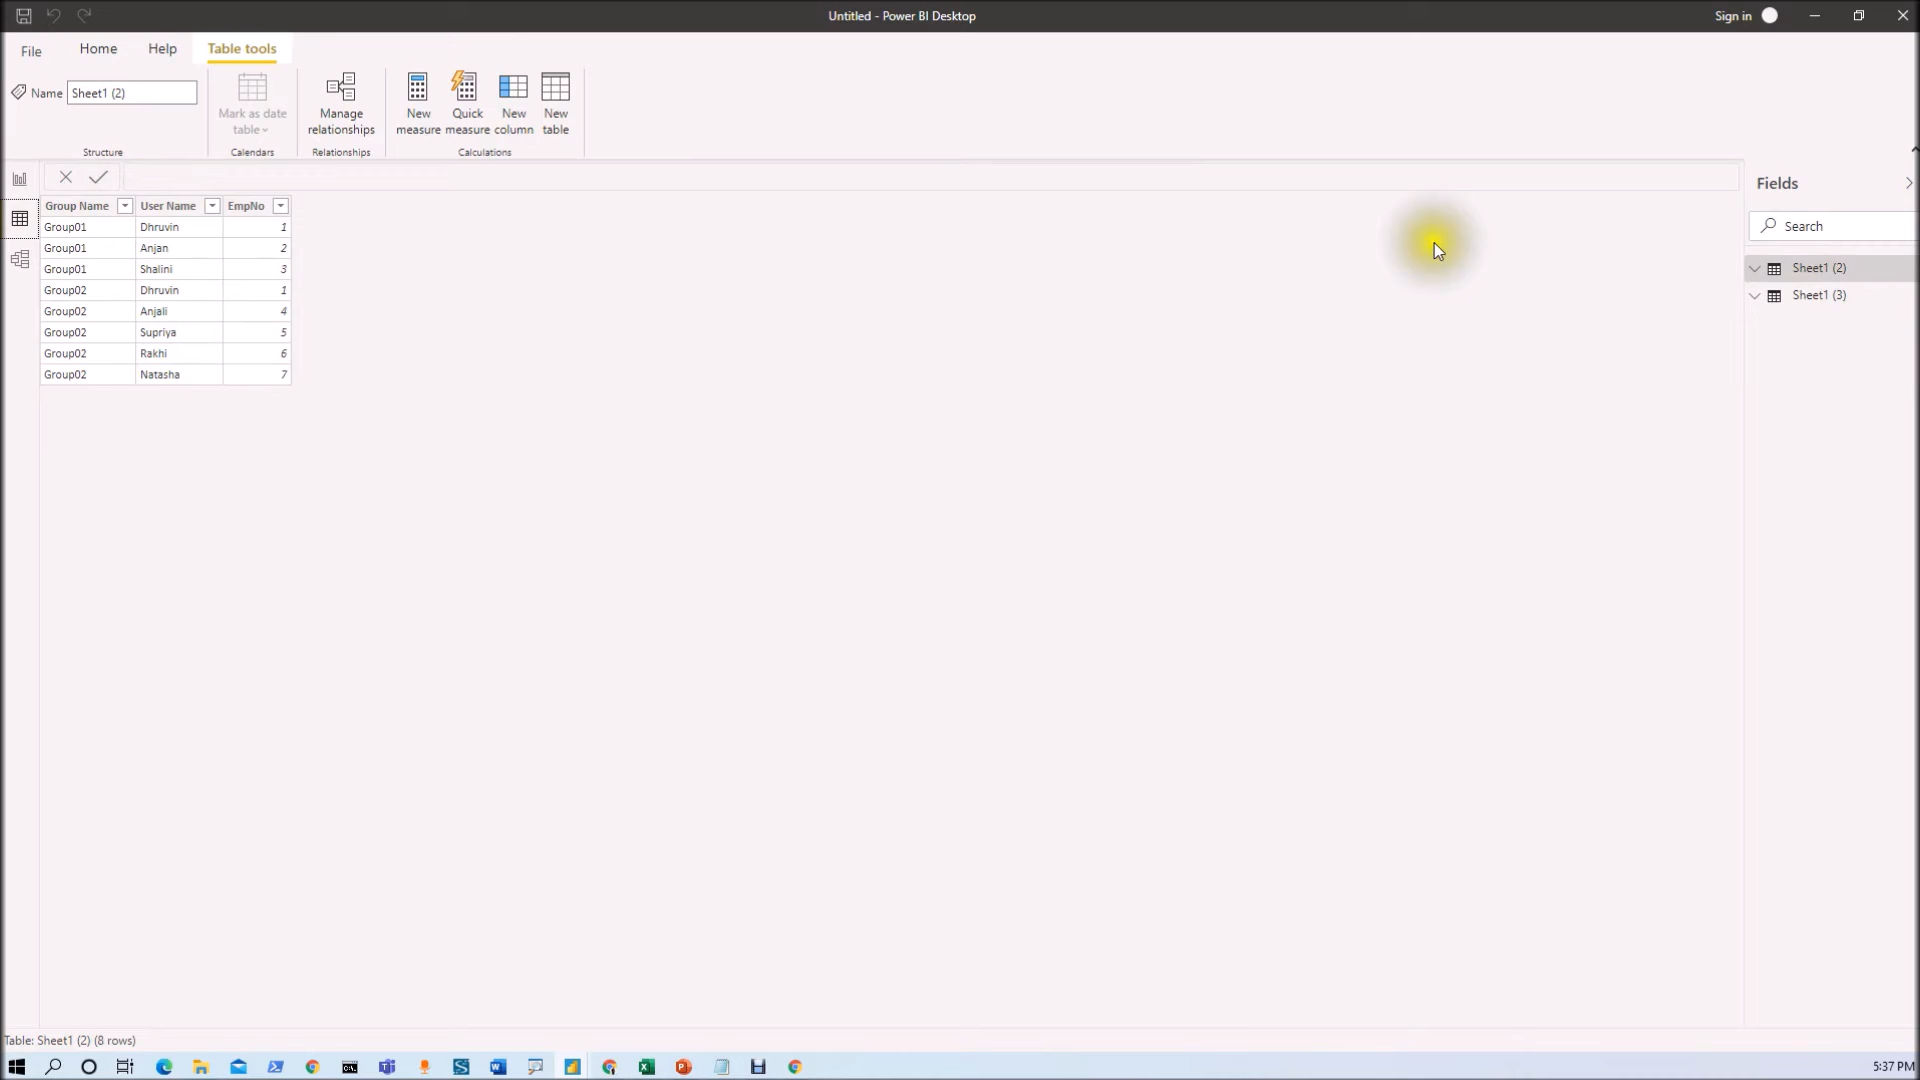 Untitled - Power BI Desktop
Sign in
File
Home
Help
Table tools
Name
Sheet1 (2)
Mark as date table
Manage relationships
New measure
Quick measure
New column
New table
Structure
Calendars
Relationships
Calculations
Fields
Search
Sheet1 (2)
Sheet1 (3)
Group Name User Name EmpNo
Group01 Dhruvin 1
Group01 Anjan 2
Group01 Shalini 3
Group02 Dhruvin 1
Group02 Anjali 4
Group02 Supriya 5
Group02 Rakhi 6
Group02 Natasha 7
Table: Sheet1 (2) (8 rows)
5:37 PM